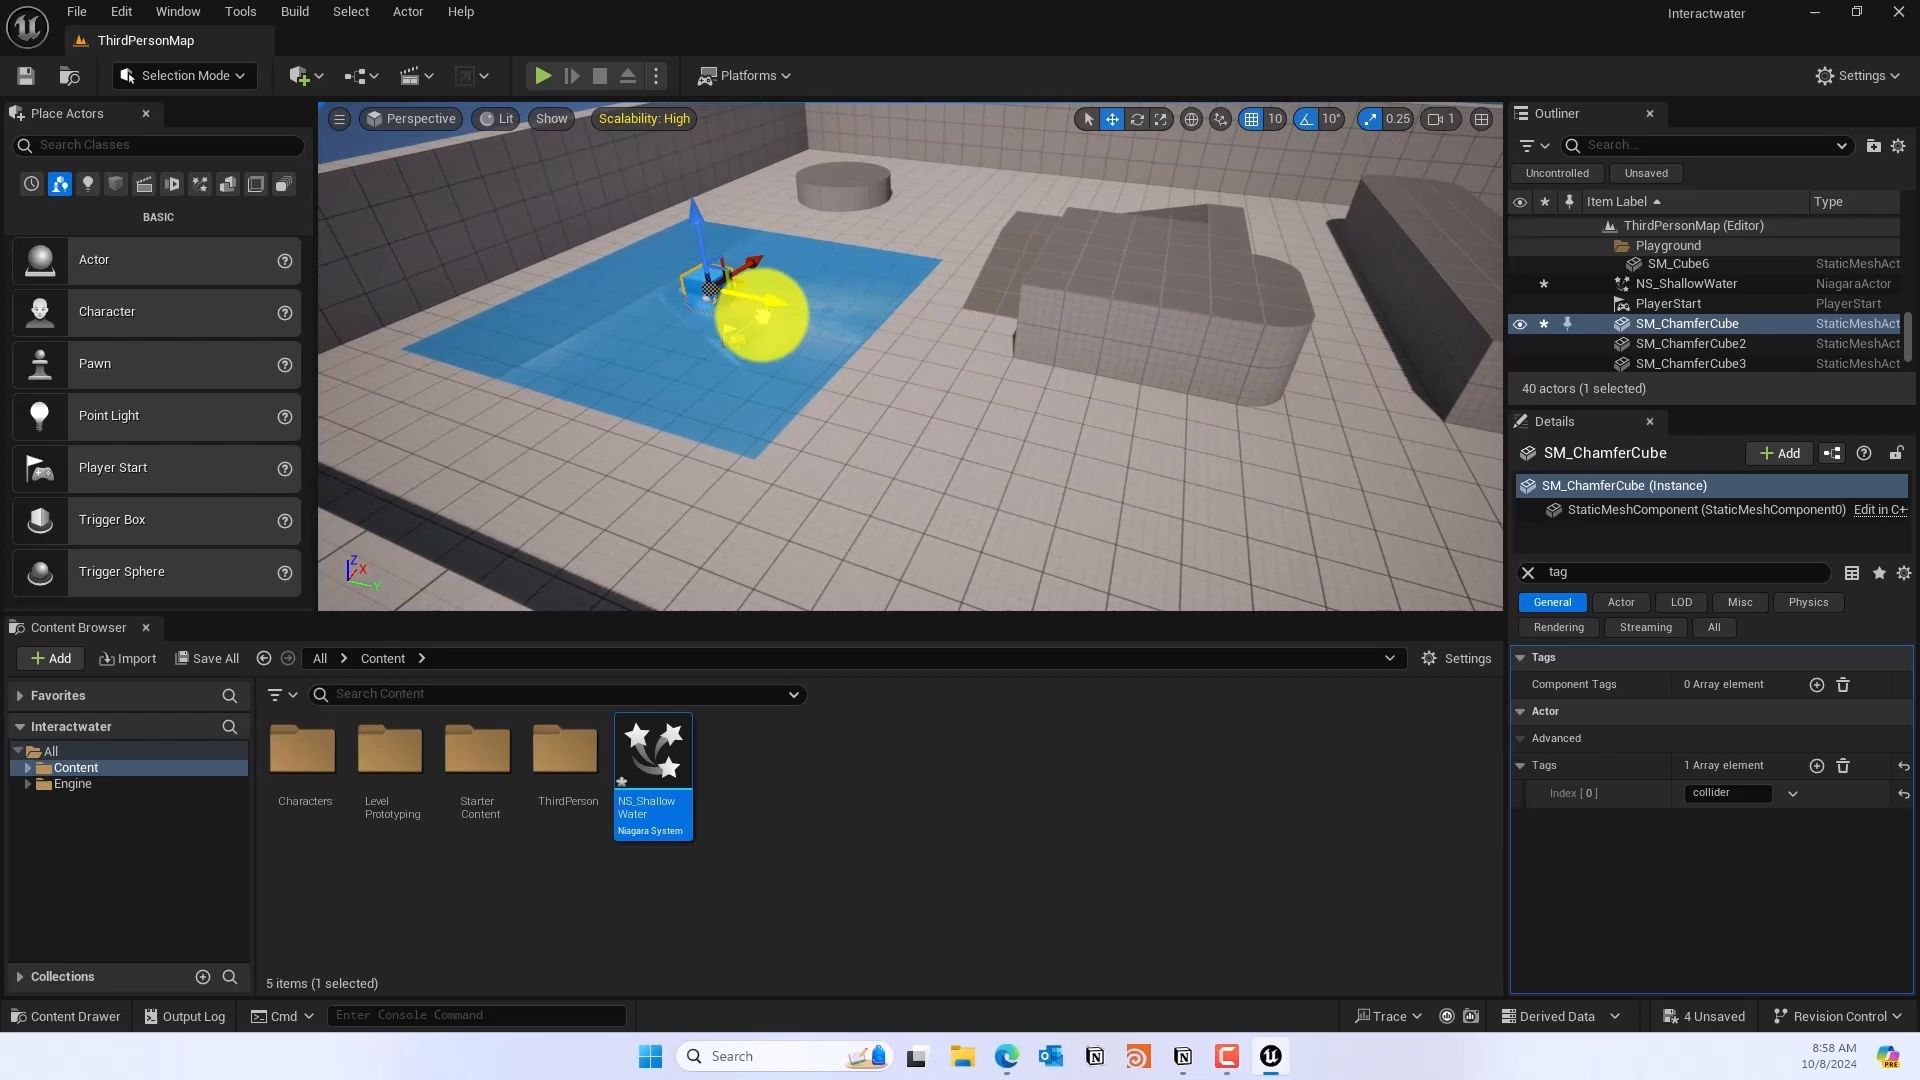 File Edit Window Tools Build Select Actor Help
Interactwater
ThirdPersonMap
Selection Mode
Platforms
Settings
Place Actors
Search Classes
BASIC
Actor
Character
Pawn
Point Light
Player Start
Trigger Box
Trigger Sphere
Perspective Lit Show Scalability: High
10 10° 0.25 1
Z X Y
Outliner
Search...
Uncontrolled Unsaved
Item Label Type
ThirdPersonMap (Editor)
Playground
SM_Cube6 StaticMeshAct
NS_ShallowWater NiagaraActor
PlayerStart PlayerStart
SM_ChamferCube StaticMeshAct
SM_ChamferCube2 StaticMeshAct
SM_ChamferCube3 StaticMeshAct
40 actors (1 selected)
Details
SM_ChamferCube
Add
SM_ChamferCube (Instance)
StaticMeshComponent (StaticMeshComponent0) Edit in C+
tag
General Actor LOD Misc Physics
Rendering Streaming All
Tags
Component Tags 0 Array element
Actor
Advanced
Tags 1 Array element
Index [ 0 ] collider
Content Browser
Add Import Save All All Content Settings
Favorites
Search Content
Interactwater
All
Content
Engine
Characters
Level
Prototyping
Starter
Content
ThirdPerson
NS_Shallow
Water
Niagara System
Collections
5 items (1 selected)
Content Drawer Output Log Cmd Enter Console Command Trace Derived Data 4 Unsaved Revision Control
Search
8:58 AM
10/8/2024
PRE